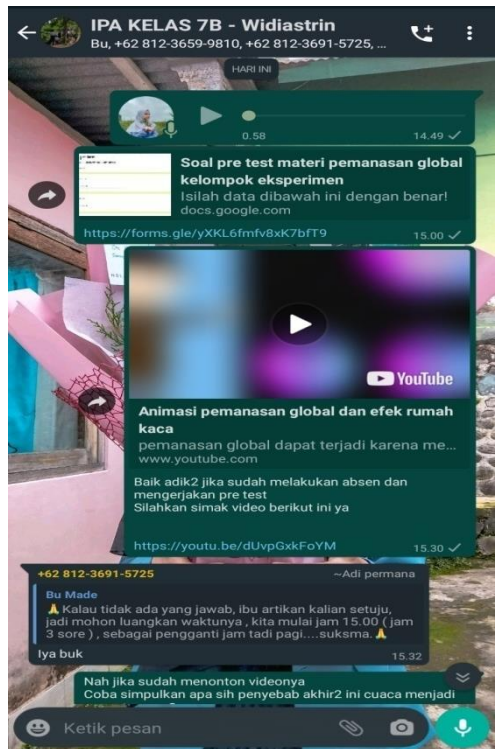 IPA KELAS 7B - Widiastrin
Bu, +62 812-3659-9810, +62 812-3691-5725, ...
HARI INI
0.58
14.49
Soal pre test materi pemanasan global
kelompok eksperimen
Isilah data dibawah ini dengan benar!
docs.google.com
https://forms.gle/yXKL6fmfv8xK7bfT9
15.00
YouTube
Animasi pemanasan global dan efek rumah
kaca
pemanasan global dapat terjadi karena me...
www.youtube.com
Baik adik2 jika sudah melakukan absen dan
mengerjakan pre test
Silahkan simak video berikut ini ya
https://youtu.be/dUvpGxkFoYM
15.30
+62 812-3691-5725 ~Adi permana
Bu Made
🙏 Kalau tidak ada yang jawab, ibu artikan kalian setuju,
jadi mohon luangkan waktunya , kita mulai jam 15.00 ( jam
3 sore ) , sebagai pengganti jam tadi pagi....suksma. 🙏
Iya buk
15.32
Nah jika sudah menonton videonya
Coba simpulkan apa sih penyebab akhir2 ini cuaca menjadi
Ketik pesan